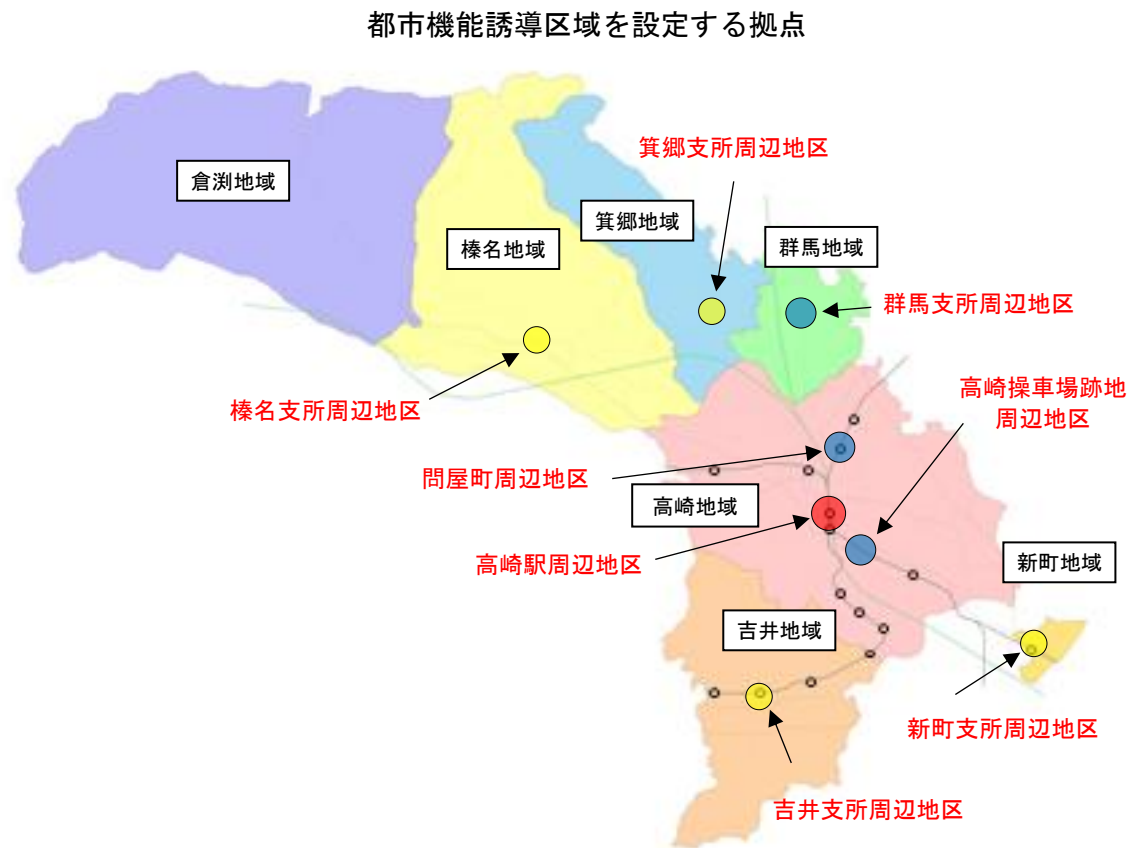 都市機能誘導区域を設定する拠点
箕郷支所周辺地区
倉渕地域
箕郷地域
榛名地域
群馬地域
群馬支所周辺地区
榛名支所周辺地区
高崎操車場跡地
周辺地区
問屋町周辺地区
高崎地域
高崎駅周辺地区
新町地域
吉井地域
新町支所周辺地区
吉井支所周辺地区